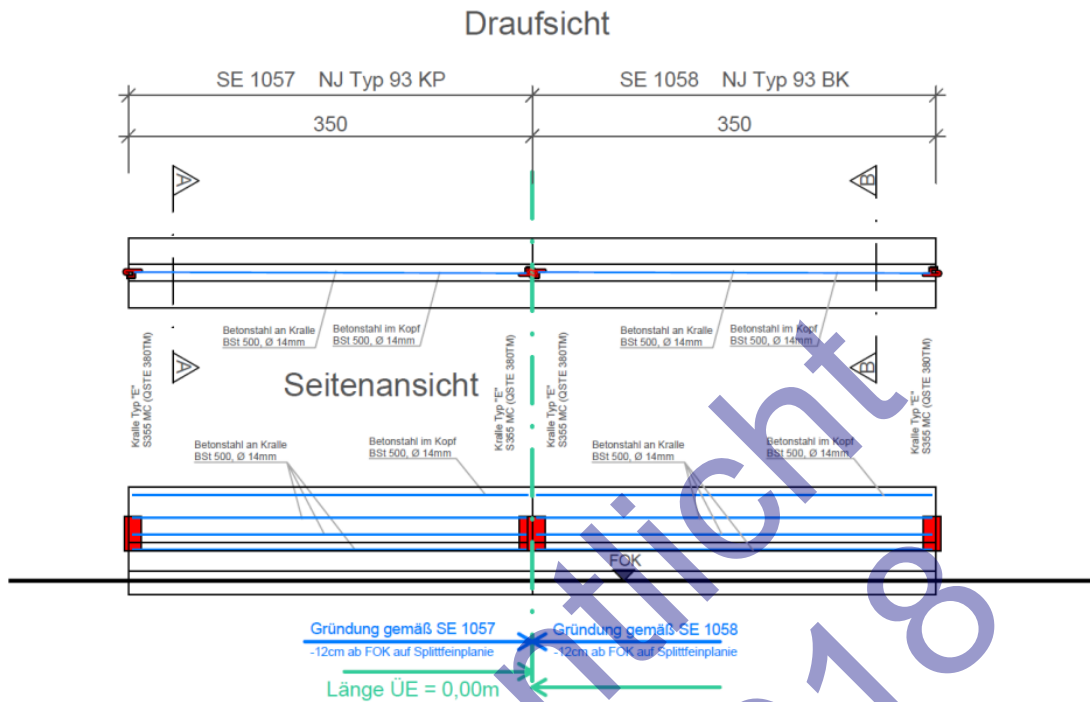 Draufsicht
SE 1057 NJ Typ 93 KP
SE 1058 NJ Typ 93 BK
350
350
A
B
Betonstahl an Kralle
BSt 500, Ø 14mm
Betonstahl im Kopf
BSt 500, Ø 14mm
Betonstahl an Kralle
BSt 500, Ø 14mm
Betonstahl im Kopf
BSt 500, Ø 14mm
A
B
Seitenansicht
Kralle Typ "E"
S355 MC (QSTE 380TM)
Kralle Typ "E"
S355 MC (QSTE 380TM)
Kralle Typ "E"
S355 MC (QSTE 380TM)
Kralle Typ "E"
S355 MC (QSTE 380TM)
Betonstahl an Kralle
BSt 500, Ø 14mm
Betonstahl im Kopf
BSt 500, Ø 14mm
Betonstahl an Kralle
BSt 500, Ø 14mm
Betonstahl im Kopf
BSt 500, Ø 14mm
FOK
Gründung gemäß SE 1057
-12cm ab FOK auf Splittfeinplanie
Gründung gemäß SE 1058
-12cm ab FOK auf Splittfeinplanie
Länge ÜE = 0,00m
ntlicht
18